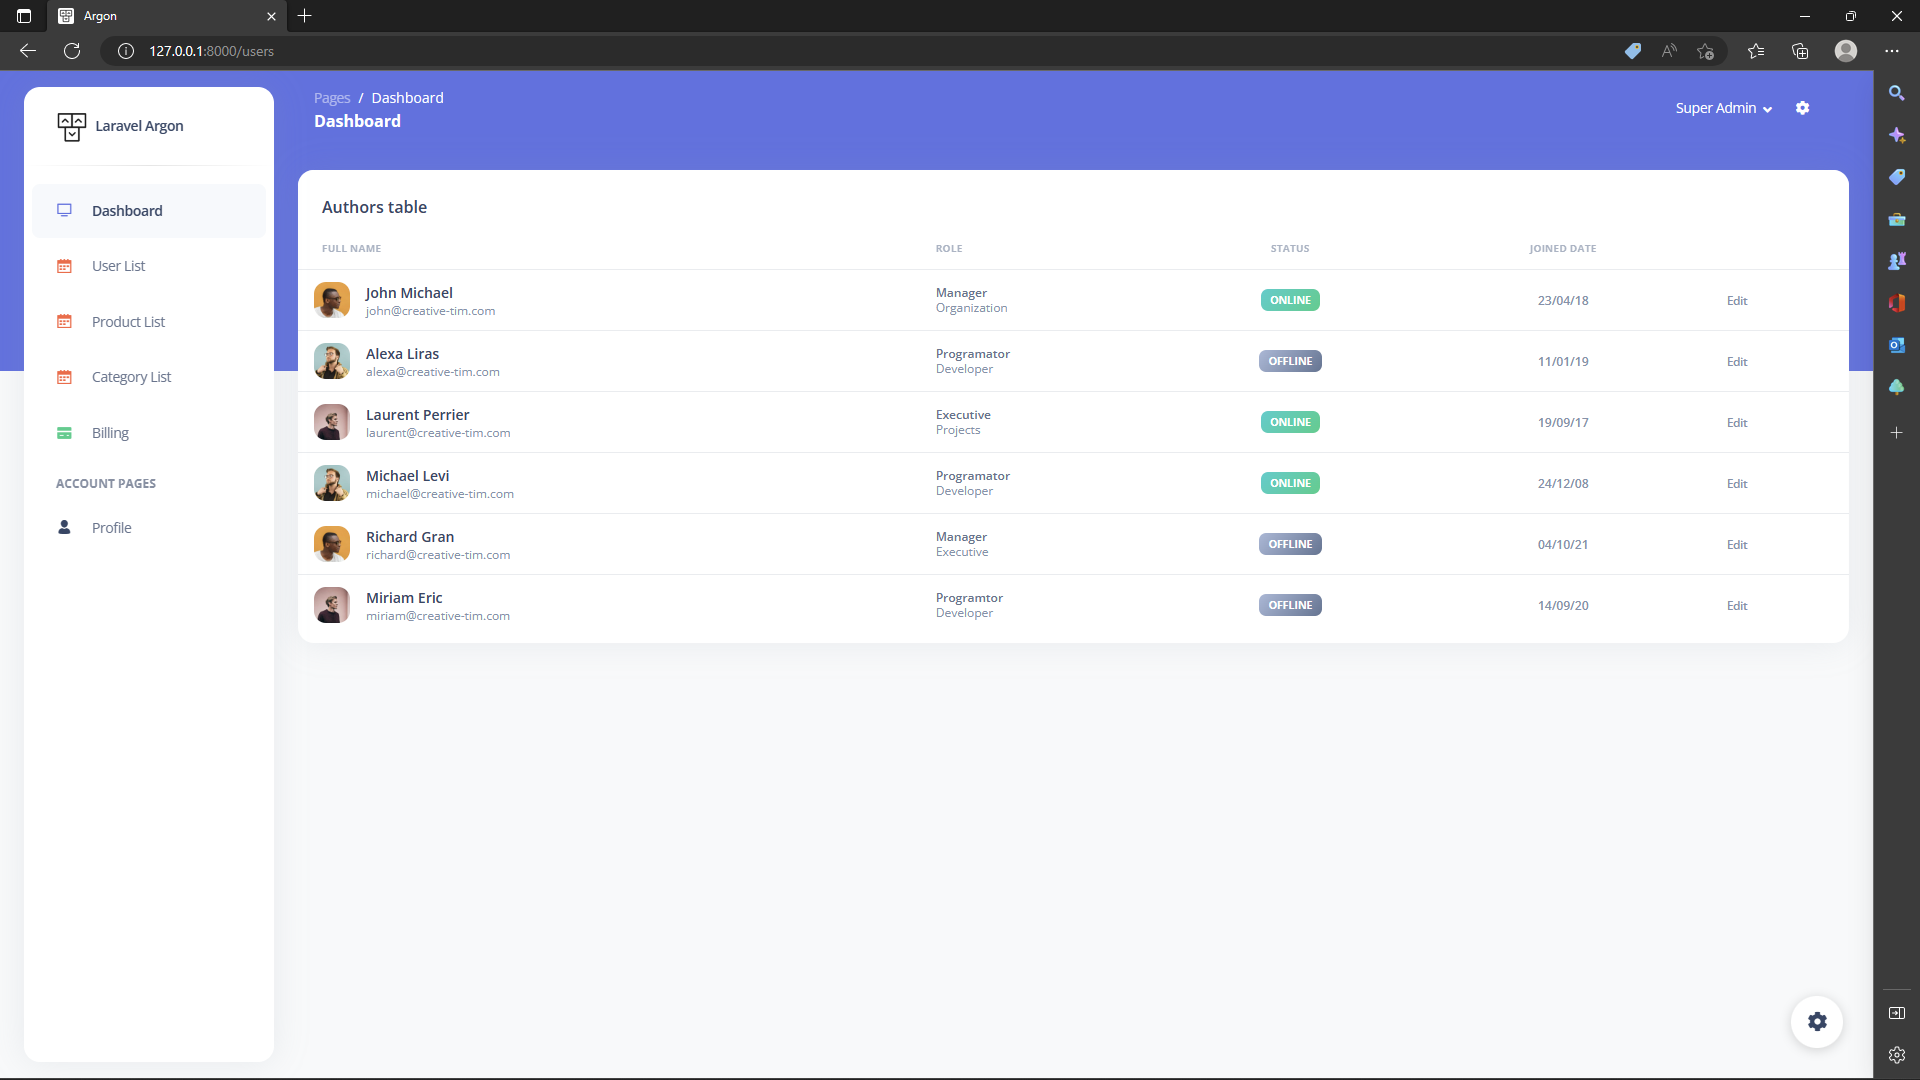 Argon
127.0.0.1:8000/users
Laravel Argon
Dashboard
User List
Product List
Category List
Billing
ACCOUNT PAGES
Profile
Pages / Dashboard
Dashboard
Super Admin
Authors table
FULL NAME ROLE STATUS JOINED DATE
John Michael
john@creative-tim.com
Manager
Organization
ONLINE
23/04/18
Edit
Alexa Liras
alexa@creative-tim.com
Programator
Developer
OFFLINE
11/01/19
Edit
Laurent Perrier
laurent@creative-tim.com
Executive
Projects
ONLINE
19/09/17
Edit
Michael Levi
michael@creative-tim.com
Programator
Developer
ONLINE
24/12/08
Edit
Richard Gran
richard@creative-tim.com
Manager
Executive
OFFLINE
04/10/21
Edit
Miriam Eric
miriam@creative-tim.com
Programtor
Developer
OFFLINE
14/09/20
Edit